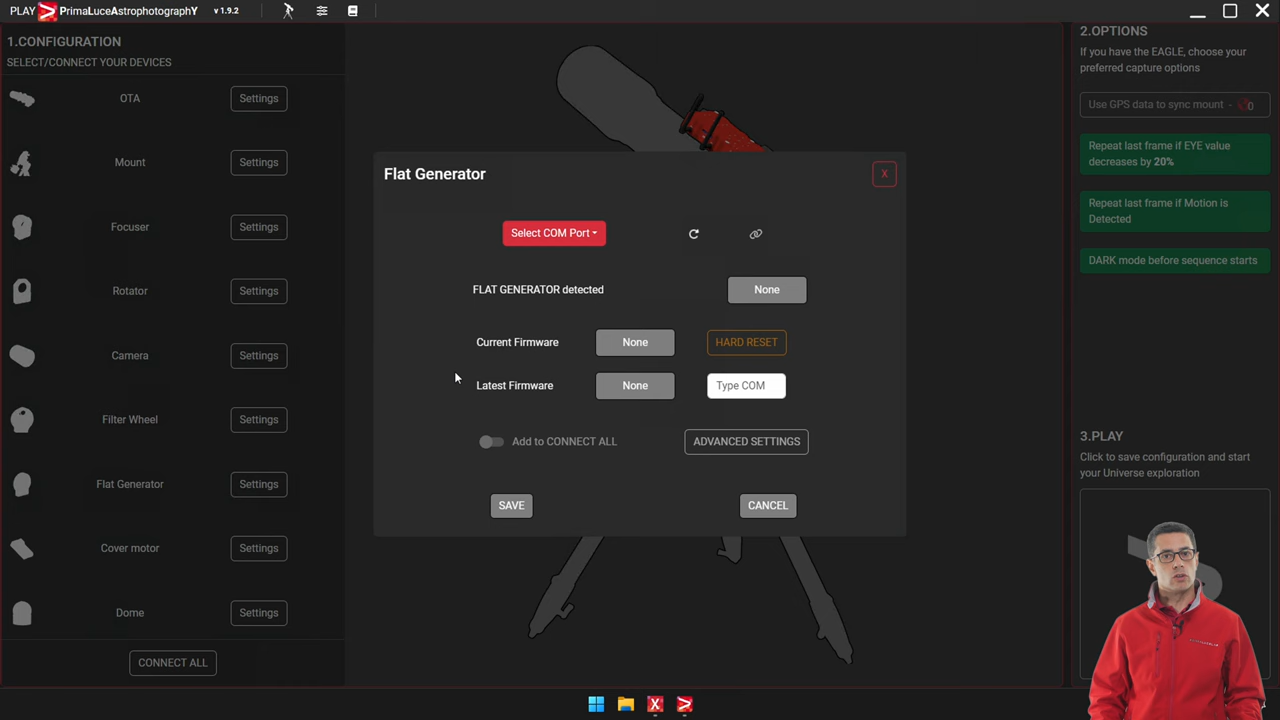 PLAY PrimaLuceAstrophotographY v 1.9.2
1.CONFIGURATION
SELECT/CONNECT YOUR DEVICES
OTA Settings
Mount Settings
Focuser Settings
Rotator Settings
Camera Settings
Filter Wheel Settings
Flat Generator Settings
Cover motor Settings
Dome Settings
CONNECT ALL
Flat Generator X
Select COM Port
FLAT GENERATOR detected None
Current Firmware None HARD RESET
Latest Firmware None Type COM
Add to CONNECT ALL ADVANCED SETTINGS
SAVE CANCEL
2.OPTIONS
If you have the EAGLE, choose your
preferred capture options
Use GPS data to sync mount - 0
Repeat last frame if EYE value
decreases by 20%
Repeat last frame if Motion is
Detected
DARK mode before sequence starts
3.PLAY
Click to save configuration and start
your Universe exploration